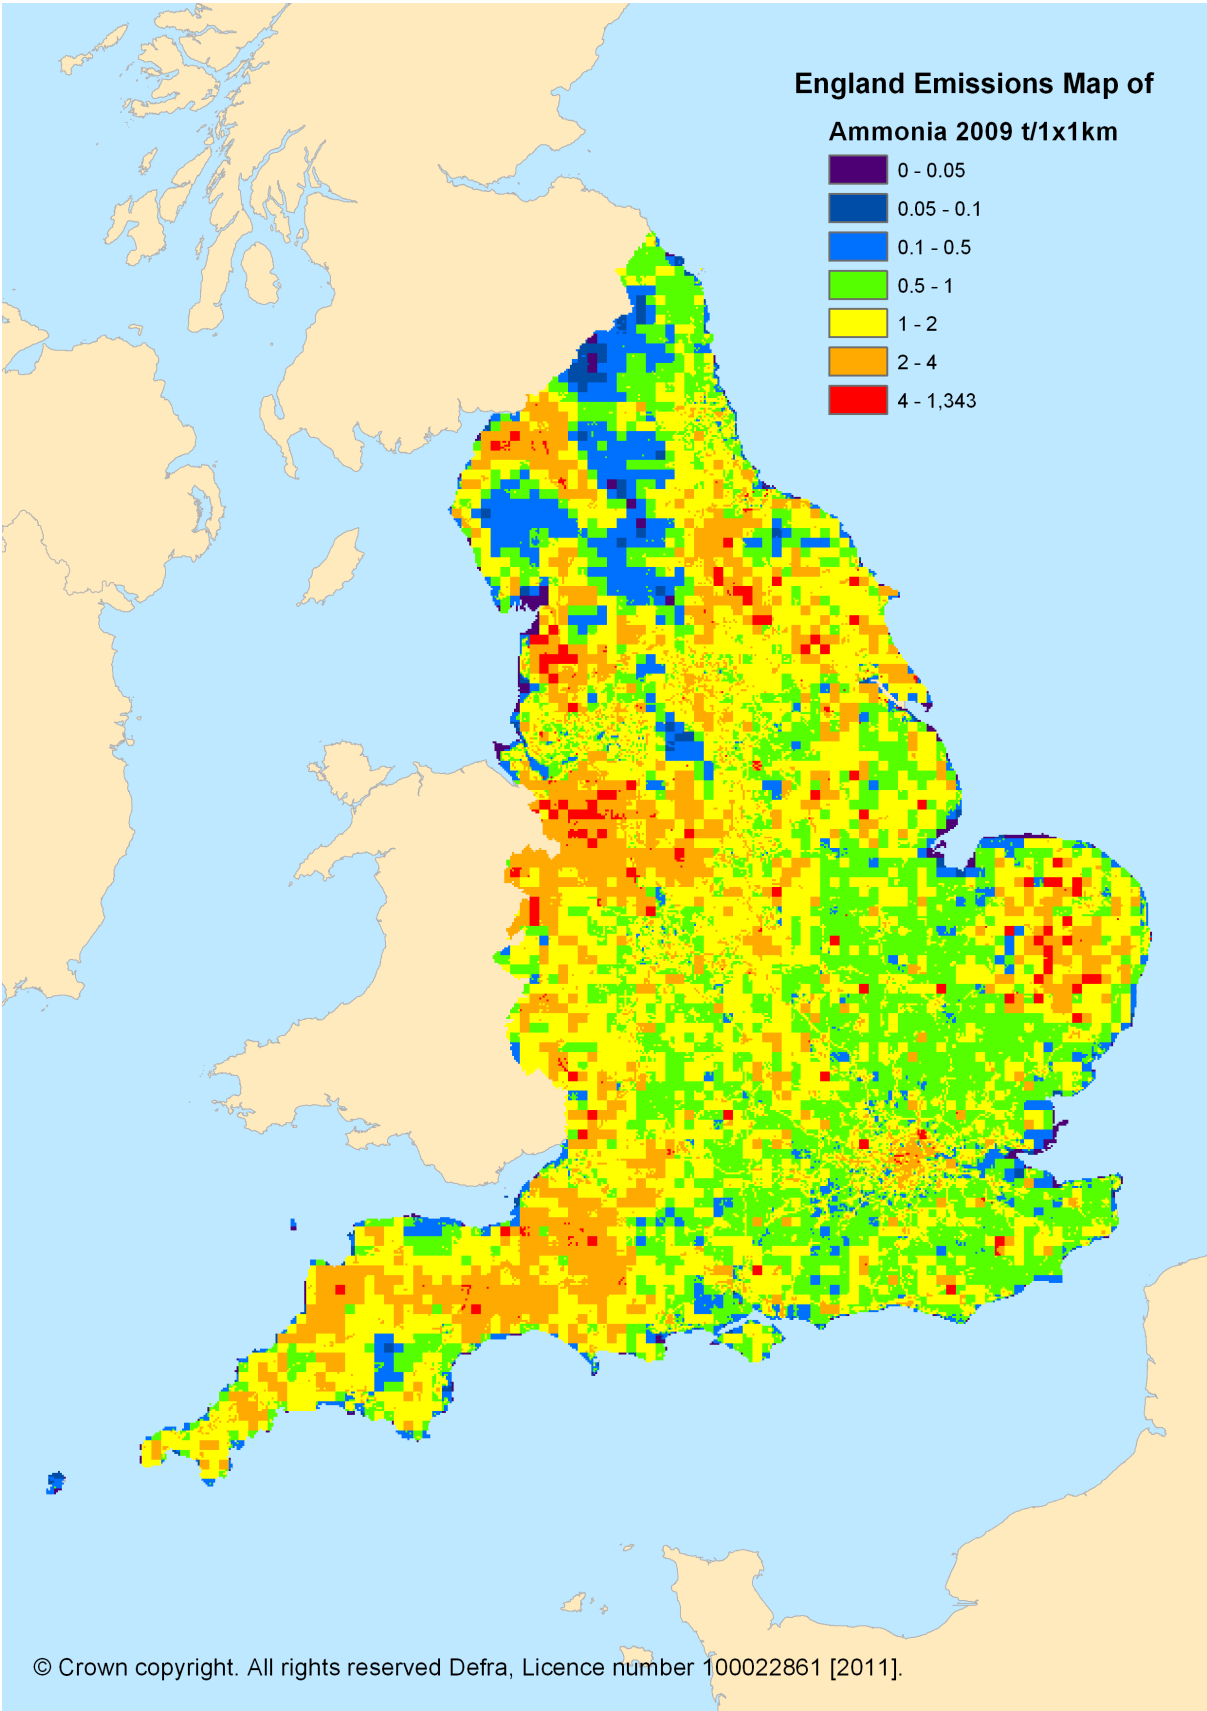 England Emissions Map of
Ammonia 2009 t/1x1km
0 - 0.05
0.05 - 0.1
0.1 - 0.5
0.5 - 1
1 - 2
2 - 4
4 - 1,343
© Crown copyright. All rights reserved Defra, Licence number 100022861 [2011].